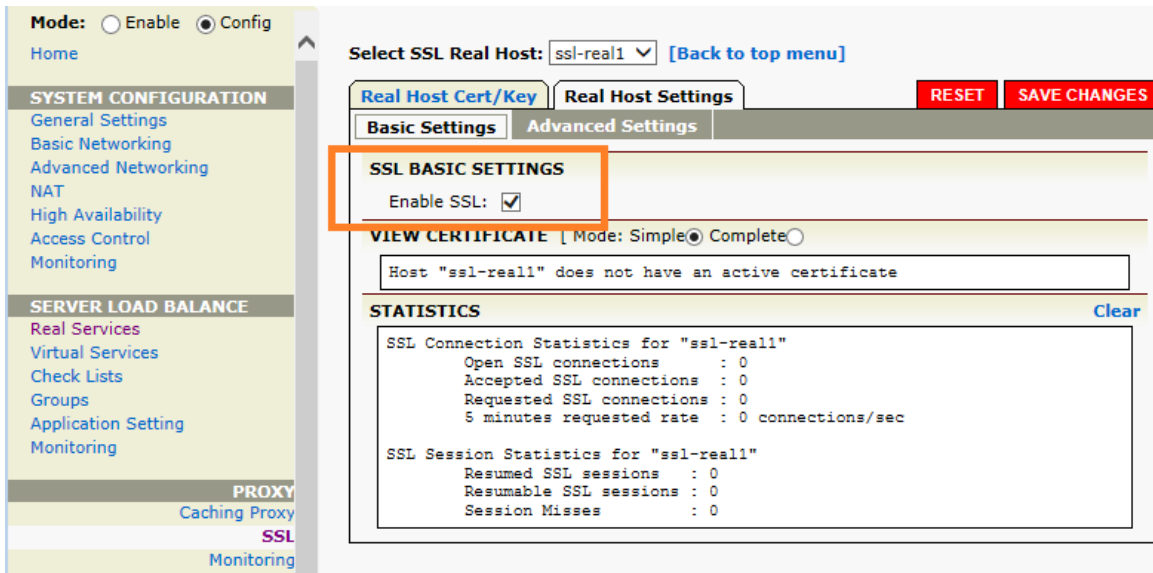 Mode: Enable Config
Home
SYSTEM CONFIGURATION
General Settings
Basic Networking
Advanced Networking
NAT
High Availability
Access Control
Monitoring
SERVER LOAD BALANCE
Real Services
Virtual Services
Check Lists
Groups
Application Setting
Monitoring
PROXY
Caching Proxy
SSL
Monitoring
Select SSL Real Host: ssl-real1 [Back to top menu]
Real Host Cert/Key Real Host Settings RESET SAVE CHANGES
Basic Settings Advanced Settings
SSL BASIC SETTINGS
Enable SSL:
VIEW CERTIFICATE [ Mode: Simple Complete
Host "ssl-real1" does not have an active certificate
STATISTICS Clear
SSL Connection Statistics for "ssl-real1"
Open SSL connections : 0
Accepted SSL connections : 0
Requested SSL connections : 0
5 minutes requested rate : 0 connections/sec
SSL Session Statistics for "ssl-real1"
Resumed SSL sessions : 0
Resumable SSL sessions : 0
Session Misses : 0